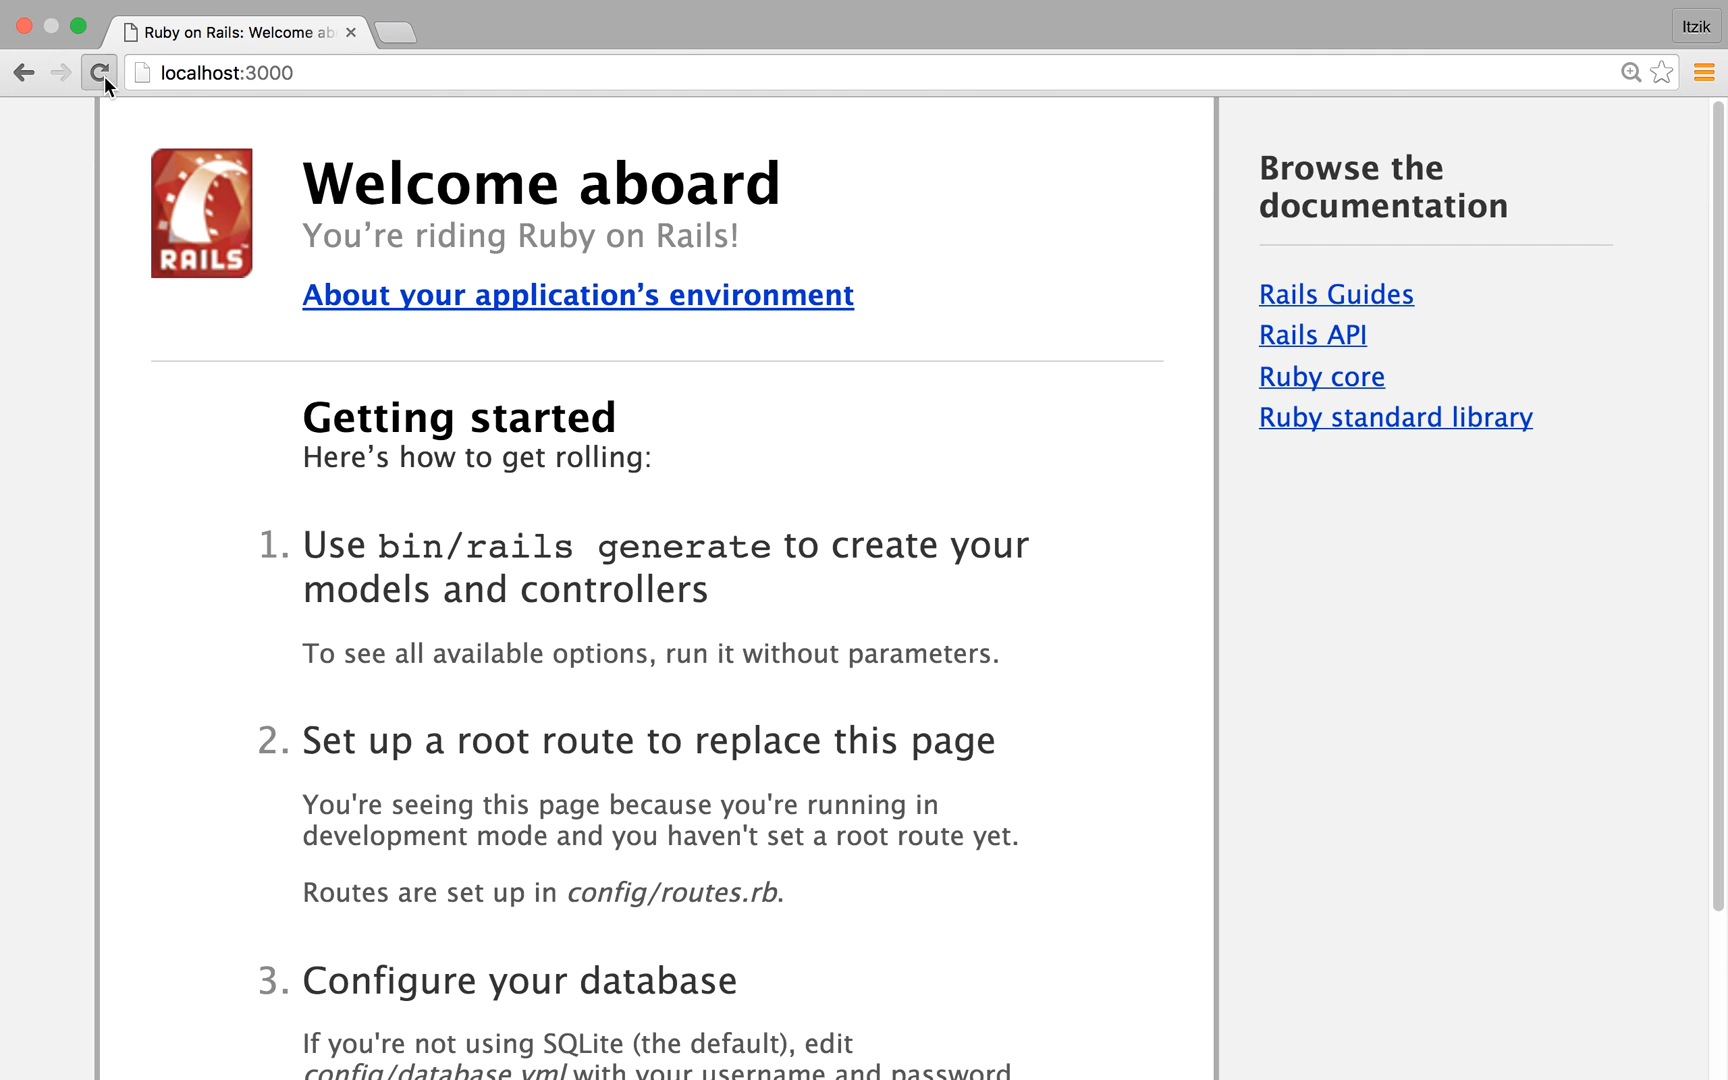 Ruby on Rails: Welcome ab
Itzik
localhost:3000
RAILS
Welcome aboard
You’re riding Ruby on Rails!
About your application’s environment
Getting started
Here’s how to get rolling:
1. Use bin/rails generate to create your
models and controllers
To see all available options, run it without parameters.
2. Set up a root route to replace this page
You're seeing this page because you're running in
development mode and you haven't set a root route yet.
Routes are set up in config/routes.rb.
3. Configure your database
If you're not using SQLite (the default), edit
config/database.yml with your username and password
Browse the
documentation
Rails Guides
Rails API
Ruby core
Ruby standard library